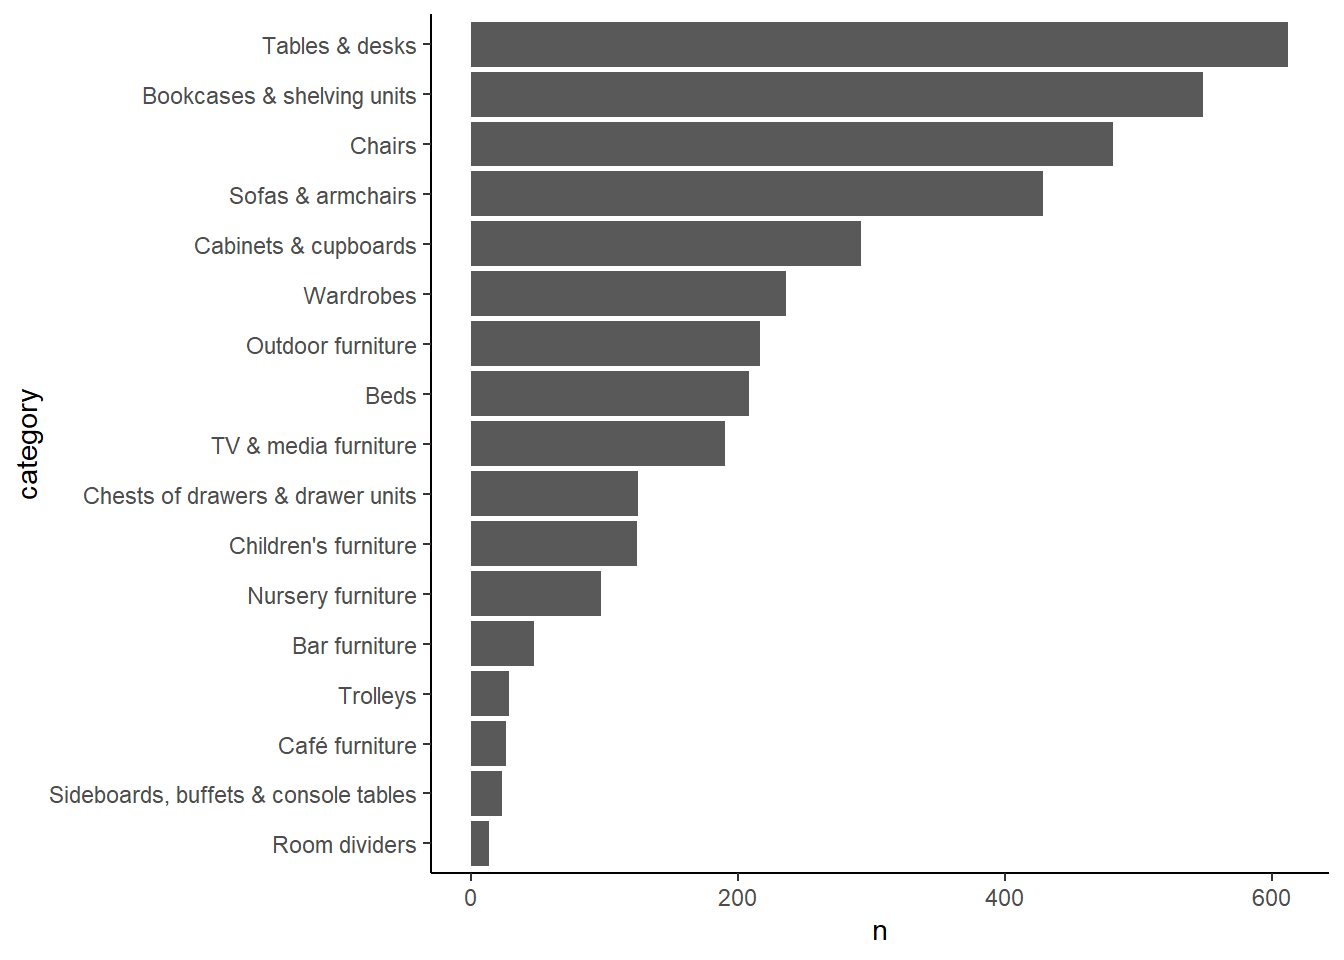 Tables & desks
Bookcases & shelving units
Chairs
Sofas & armchairs
Cabinets & cupboards
Wardrobes
Outdoor furniture
Beds
TV & media furniture
Chests of drawers & drawer units
Children's furniture
Nursery furniture
Bar furniture
Trolleys
Café furniture
Sideboards, buffets & console tables
Room dividers
category
0 200 400 600
n